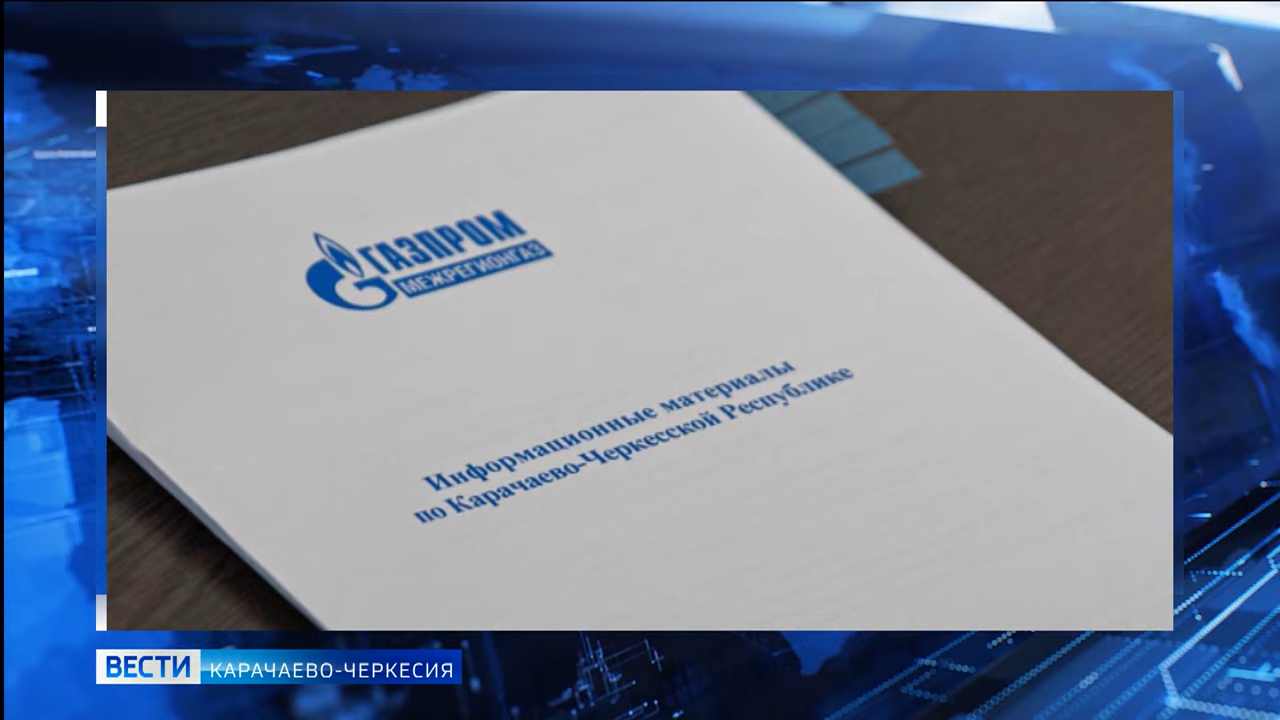 ГАЗПРОМ
МЕЖРЕГИОНГАЗ
Информационные материалы
по Карачаево-Черкесской Республике
ВЕСТИ КАРАЧАЕВО-ЧЕРКЕСИЯ